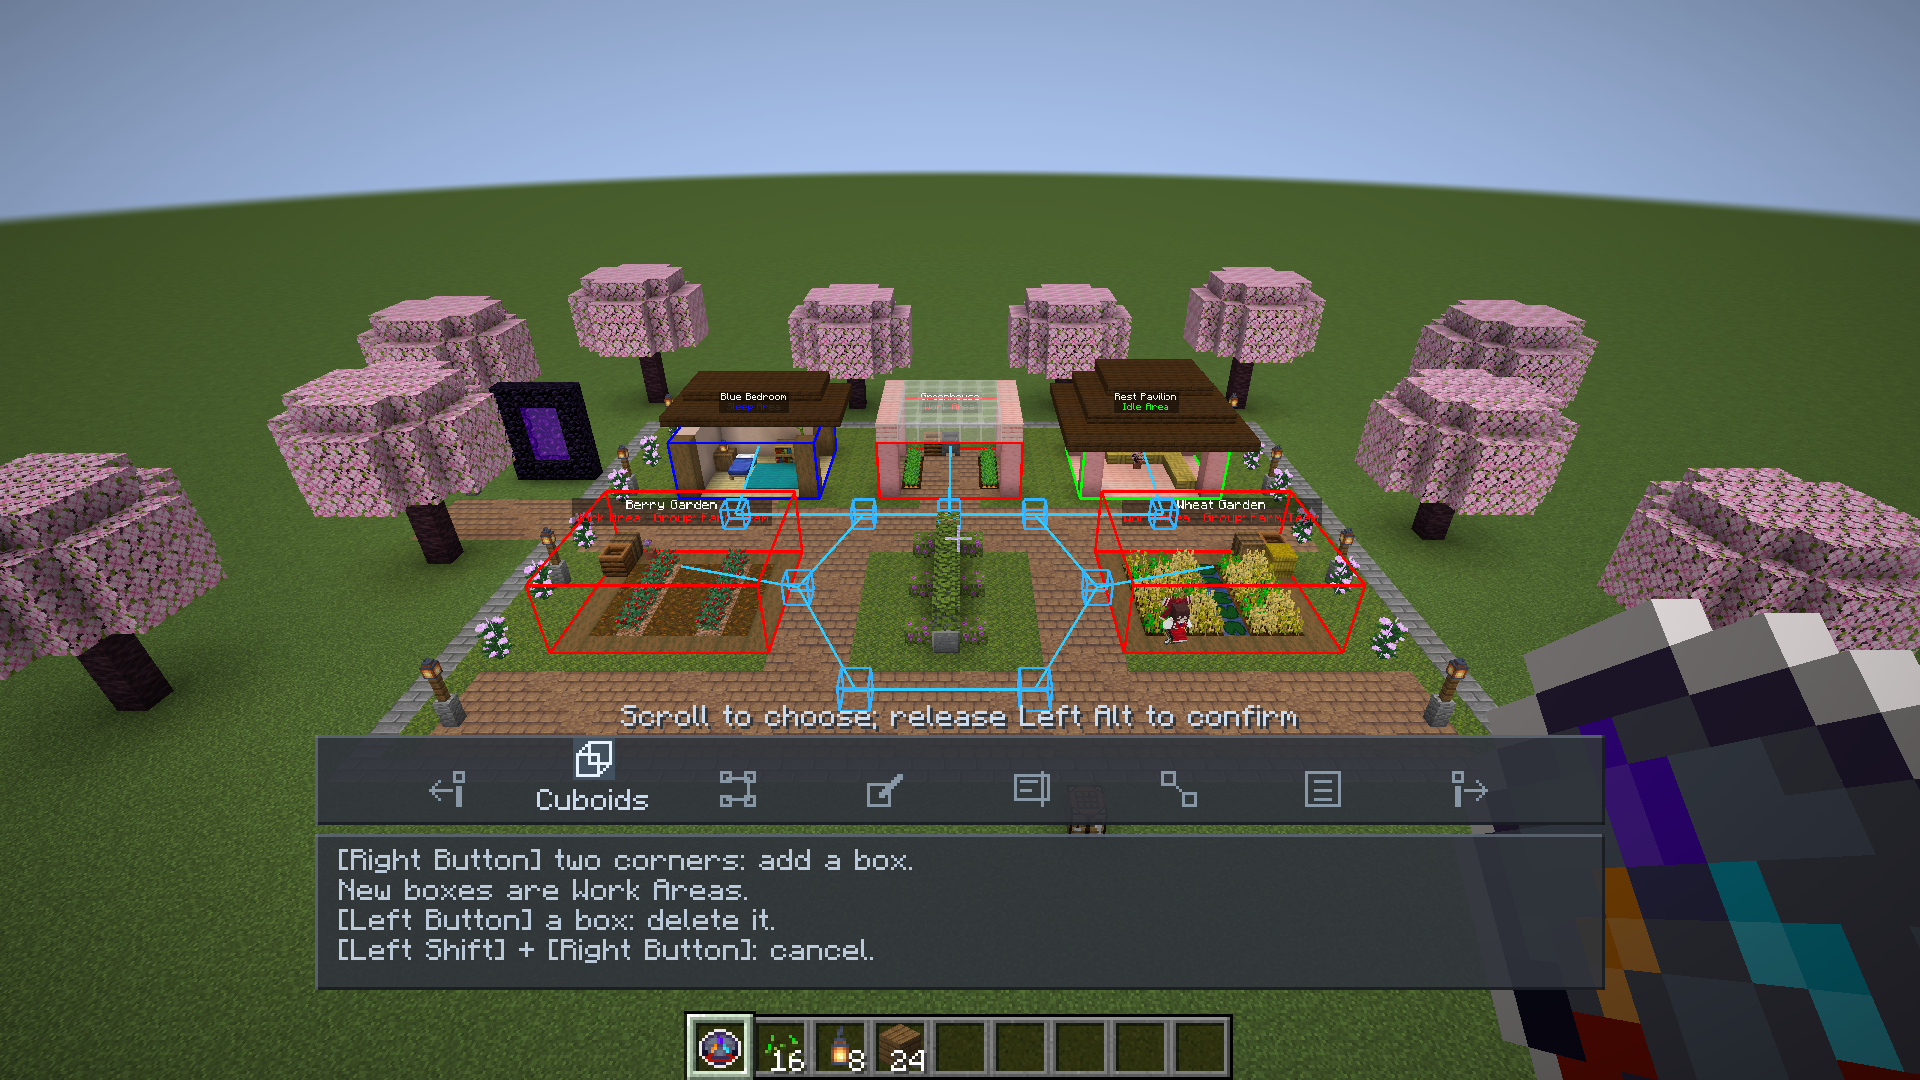 Blue Bedroom
Greenhouse
Rest Pavilion
Idle Area
Berry Garden
Wheat Garden
Scroll to choose; release Left Alt to confirm
Cuboids
[Right Button] two corners: add a box.
New boxes are Work Areas.
[Left Button] a box: delete it.
[Left Shift] + [Right Button]: cancel.
16
8
24